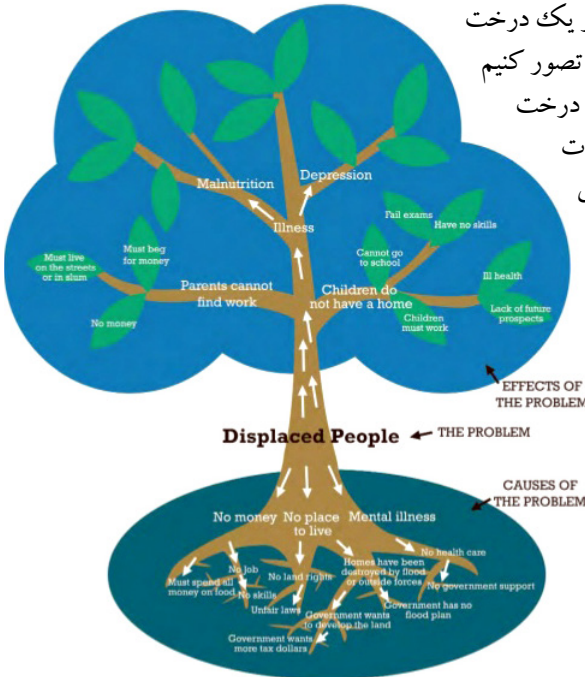 یك درخت
تصور کنیم
درخت
Malnutrition
Depression
Illness
Fail exams
Have no skills
Cannot go
to school
Must beg
for money
Must live
on the streets
or in slum
No money
Parents cannot
find work
Children do
not have a home
Ill health
Children
must work
Lack of future
prospects
EFFECTS OF
THE PROBLEM
Displaced People
THE PROBLEM
CAUSES OF
THE PROBLEM
No money
No place
to live
Mental illness
Must spend all
money on food
No Job
No skills
No land rights
Unfair laws
Homes have been
destroyed by flood
or outside forces
Government wants
to develop the land
Government wants
more tax dollars
Government has no
flood plan
No health care
No government support